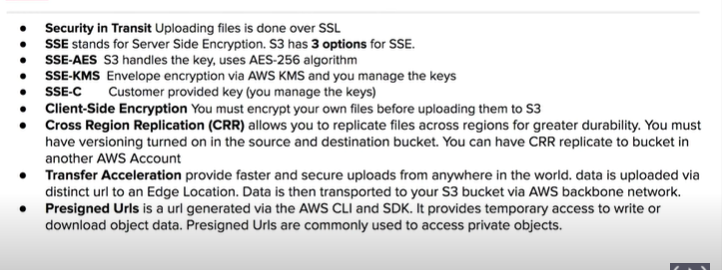 • Security in Transit Uploading files is done over SSL
• SSE stands for Server Side Encryption. S3 has 3 options for SSE.
• SSE-AES S3 handles the key, uses AES-256 algorithm
• SSE-KMS Envelope encryption via AWS KMS and you manage the keys
• SSE-C Customer provided key (you manage the keys)
• Client-Side Encryption You must encrypt your own files before uploading them to S3
• Cross Region Replication (CRR) allows you to replicate files across regions for greater durability. You must
have versioning turned on in the source and destination bucket. You can have CRR replicate to bucket in
another AWS Account
• Transfer Acceleration provide faster and secure uploads from anywhere in the world. data is uploaded via
distinct url to an Edge Location. Data is then transported to your S3 bucket via AWS backbone network.
• Presigned Urls is a url generated via the AWS CLI and SDK. It provides temporary access to write or
download object data. Presigned Urls are commonly used to access private objects.